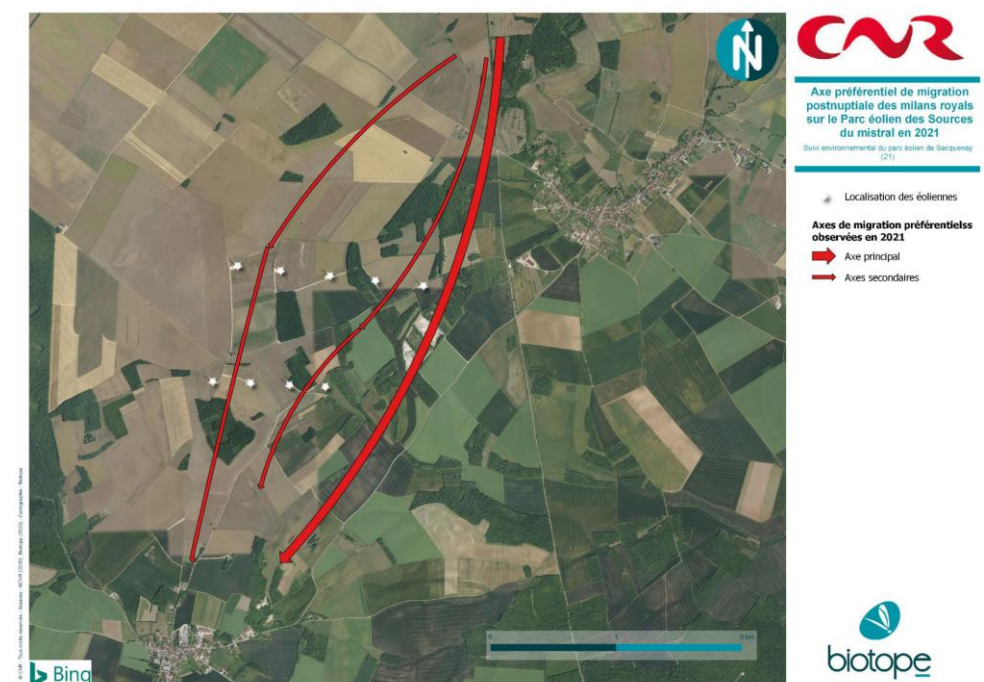 N
CNR
Axe préférentiel de migration
postnuptiale des milans royals
sur le Parc éolien des Sources
du mistral en 2021
Suivi environnemental du parc éolien de Sacquenay
(21)
Localisation des éoliennes
Axes de migration préférentielss
observées en 2021
Axe principal
Axes secondaires
0 1 2 km
Bing
biotope